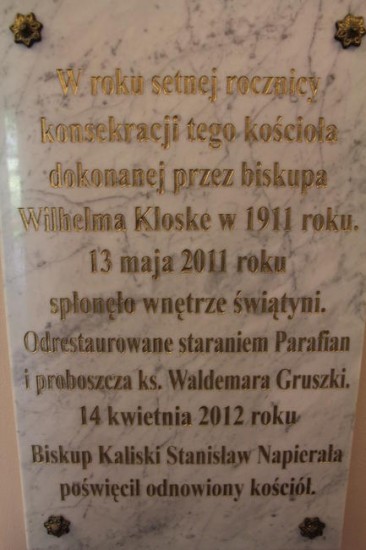 W roku setnej rocznicy
konsekracji tego kościoła
dokonanej przez biskupa
Wilhelma Kloske w 1911 roku.
13 maja 2011 roku
spłonęło wnętrze świątyni.
Odrestaurowane staraniem Parafian
i proboszcza ks. Waldemara Gruszki.
14 kwietnia 2012 roku
Biskup Kaliski Stanisław Napierała
poświęcił odnowiony kościół.